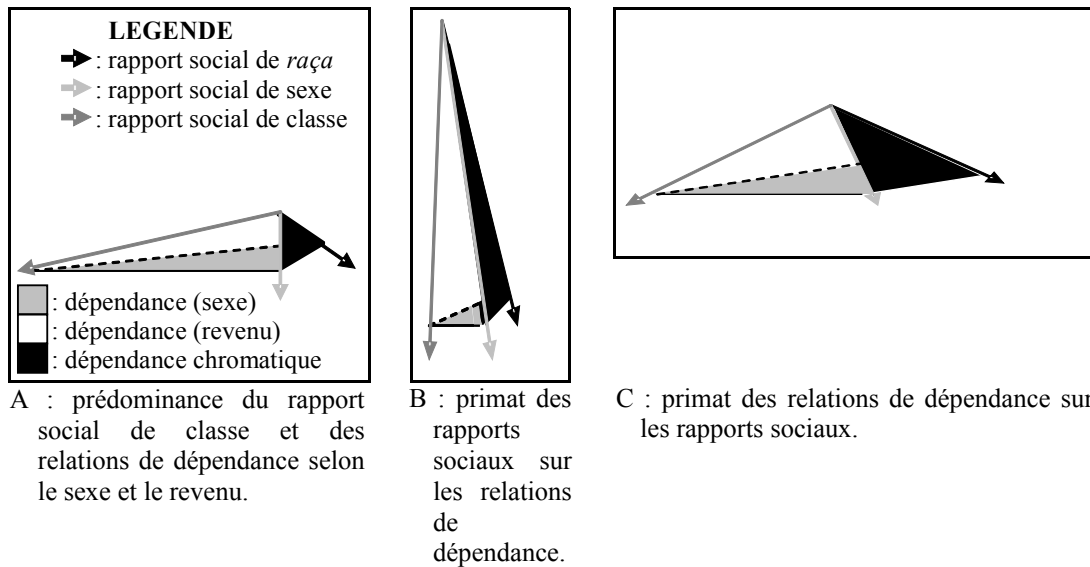 LEGENDE
: rapport social de raça
: rapport social de sexe
: rapport social de classe
: dépendance (sexe)
: dépendance (revenu)
: dépendance chromatique
A : prédominance du rapport
social de classe et des
relations de dépendance selon
le sexe et le revenu.
B : primat des
rapports
sociaux sur
les relations
de
dépendance.
C : primat des relations de dépendance sur
les rapports sociaux.